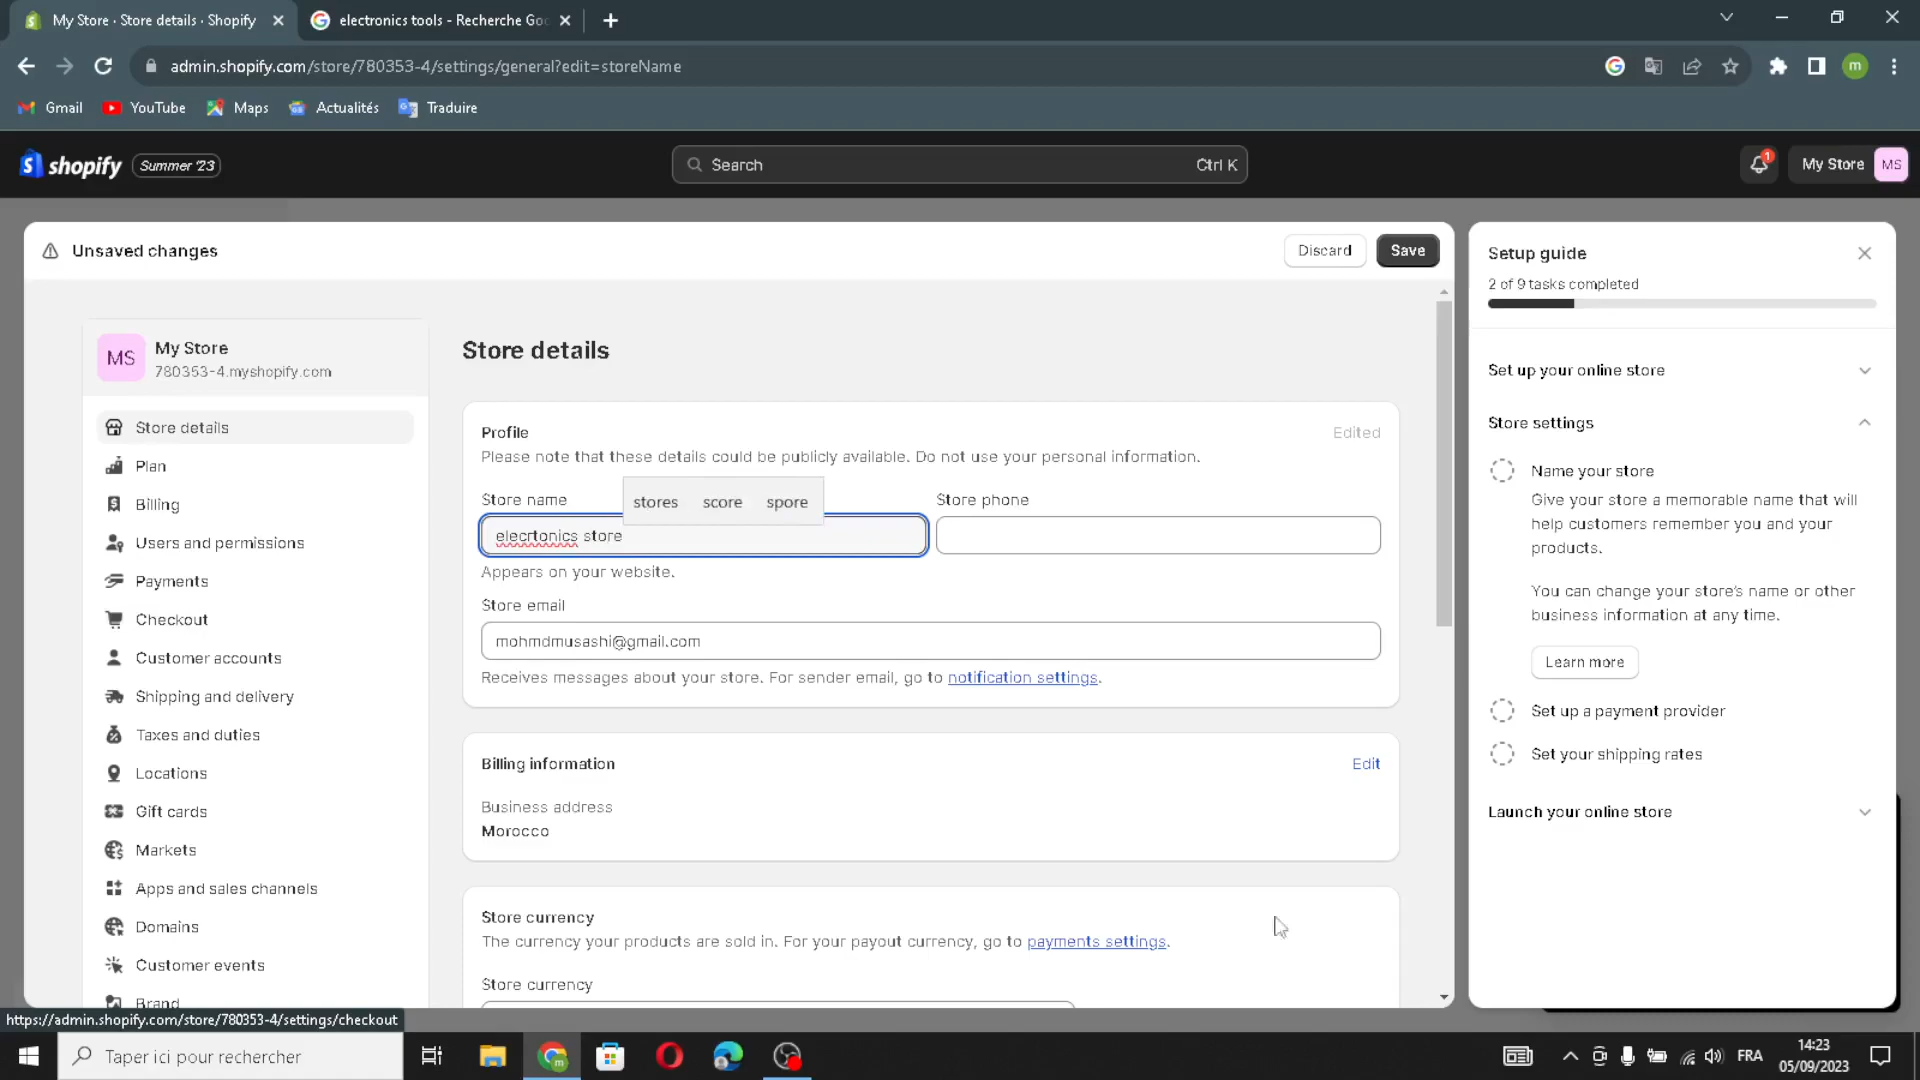 My Store · Store details · Shopify
electronics tools - Recherche Goo
admin.shopify.com/store/780353-4/settings/general?edit=storeName
m
Gmail
YouTube
Maps
Actualités
Traduire
shopify
Summer '23
Search
Ctrl K
1
My Store
MS
Unsaved changes
Discard
Save
MS
My Store
780353-4.myshopify.com
Store details
Plan
Billing
Users and permissions
Payments
Checkout
Customer accounts
Shipping and delivery
Taxes and duties
Locations
Gift cards
Markets
Apps and sales channels
Domains
Customer events
Brand
Store details
Profile
Edited
Please note that these details could be publicly available. Do not use your personal information.
Store name
stores score spore
Store phone
elecrtonics store
Appears on your website.
Store email
mohmdmusashi@gmail.com
Receives messages about your store. For sender email, go to notification settings.
Billing information
Edit
Business address
Morocco
Store currency
The currency your products are sold in. For your payout currency, go to payments settings.
Store currency
Setup guide
2 of 9 tasks completed
Set up your online store
Store settings
Name your store
Give your store a memorable name that will
help customers remember you and your
products.
You can change your store's name or other
business information at any time.
Learn more
Set up a payment provider
Set your shipping rates
Launch your online store
https://admin.shopify.com/store/780353-4/settings/checkout
Taper ici pour rechercher
FRA
14:23
05/09/2023